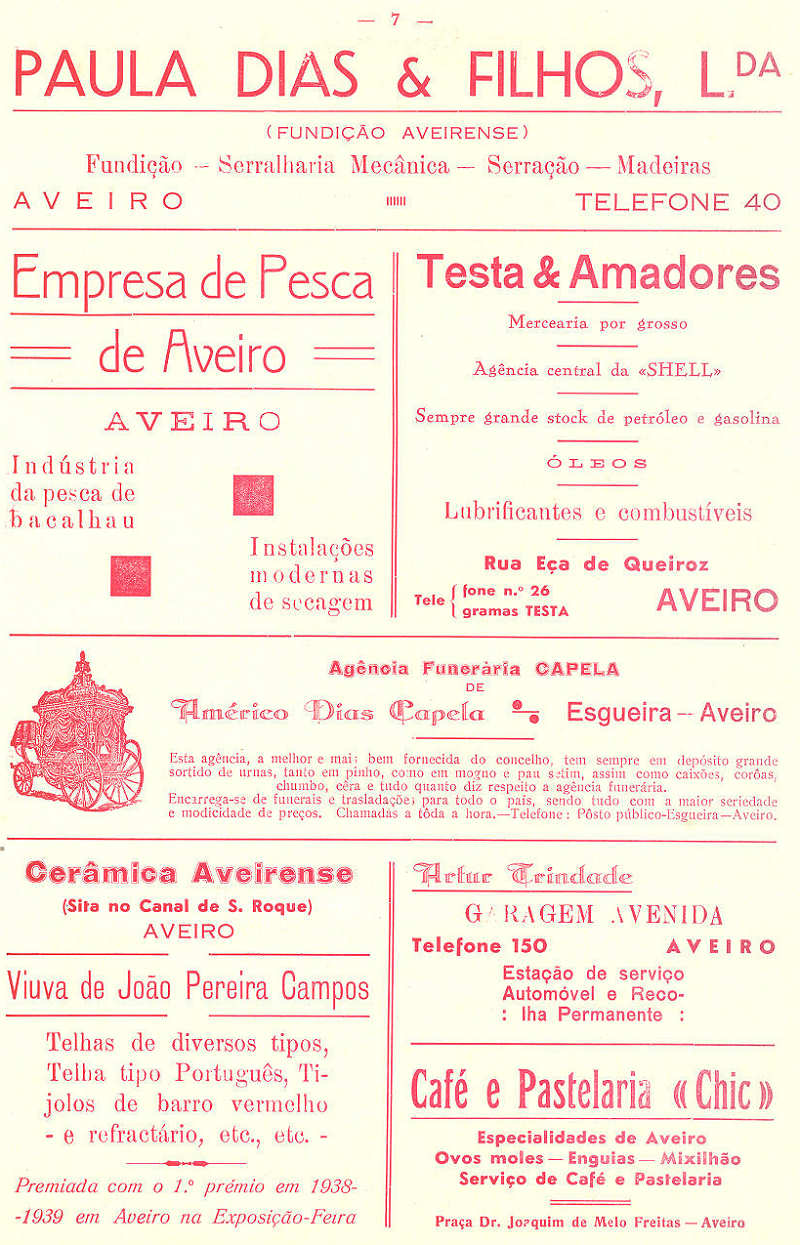 — 7 —
PAULA DIAS & FILHOS, L.DA
(FUNDIÇÃO AVEIRENSE)
Fundição — Serralharia Mecânica — Serração — Madeiras
AVEIRO TELEFONE 40
Empresa de Pesca
de Aveiro
AVEIRO
Indústria
da pesca de
bacalhau
Instalações
modernas
de secagem
Testa & Amadores
Mercearia por grosso
Agência central da «SHELL»
Sempre grande stock de petróleo e gasolina
ÓLEOS
Lubrificantes e combustíveis
Rua Eça de Queiroz
Tele { fone n.º 26
gramas TESTA
AVEIRO
Agência Funerária CAPELA
DE
Américo Dias Capela Esgueira — Aveiro
Esta agência, a melhor e mais bem fornecida do concelho, tem sempre em depósito grande
sortido de urnas, tanto em pinho, como em mogno e pau setim, assim como caixões, corôas,
chumbo, cêra e tudo quanto diz respeito a agência funerária.
Encarrega-se de funerais e trasladações para todo o país, sendo tudo com a maior seriedade
e modicidade de preços. Chamadas a tôda a hora.—Telefone: Pôsto público-Esgueira—Aveiro.
Cerâmica Aveirense
(Sita no Canal de S. Roque)
AVEIRO
Viuva de João Pereira Campos
Telhas de diversos tipos,
Telha tipo Português, Ti-
jolos de barro vermelho
- e refractário, etc., etc. -
Premiada com o 1.º prémio em 1938-
-1939 em Aveiro na Exposição-Feira
Artur Trindade
GARAGEM AVENIDA
Telefone 150 AVEIRO
Estação de serviço
Automóvel e Reco-
: lha Permanente :
Café e Pastelaria «Chic»
Especialidades de Aveiro
Ovos moles — Enguias — Mixilhão
Serviço de Café e Pastelaria
Praça Dr. Joaquim de Melo Freitas — Aveiro